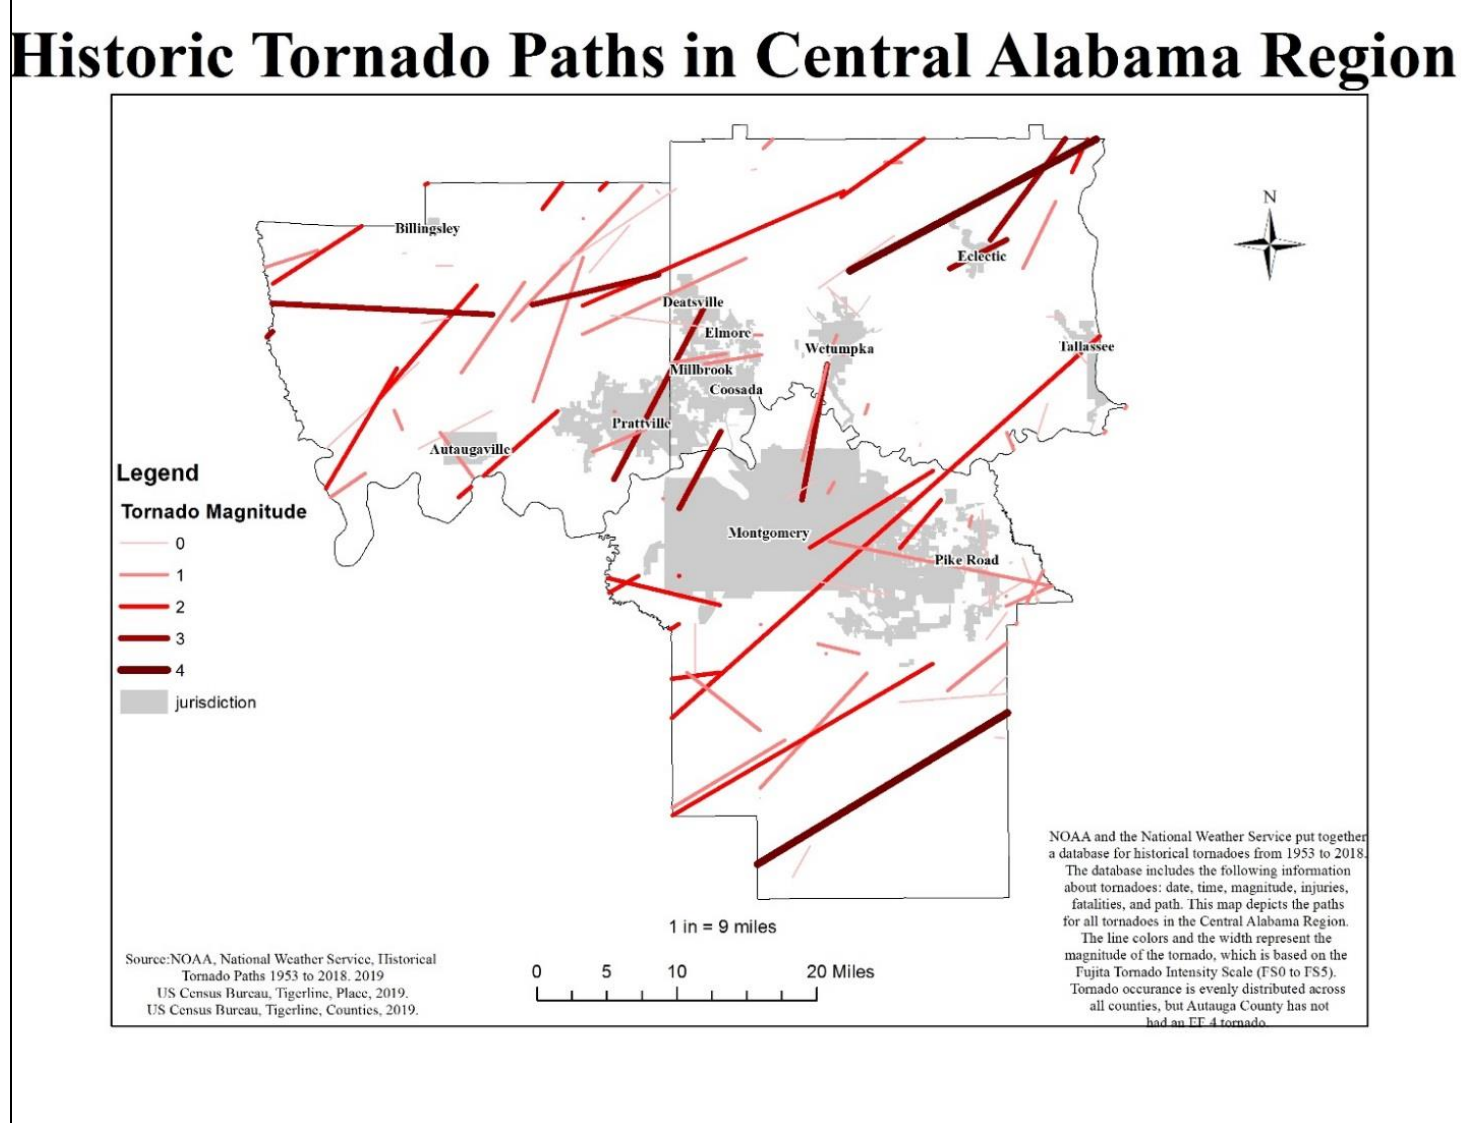 Historic Tornado Paths in Central Alabama Region
N
Billingsley
Eclectic
Deatsville
Elmore
Wetumpka
Tallassee
Millbrook
Coosada
Prattville
Autaugaville
Montgomery
Pike Road
Legend
Tornado Magnitude
0
1
2
3
4
jurisdiction
NOAA and the National Weather Service put together
a database for historical tornadoes from 1953 to 2018.
The database includes the following information
about tornadoes: date, time, magnitude, injuries,
fatalities, and path. This map depicts the paths
for all tornadoes in the Central Alabama Region.
The line colors and the width represent the
magnitude of the tornado, which is based on the
Fujita Tornado Intensity Scale (FS0 to FS5).
Tornado occurance is evenly distributed across
all counties, but Autauga County has not
had an EF 4 tornado.
1 in = 9 miles
0 5 10 20 Miles
Source:NOAA, National Weather Service, Historical
Tornado Paths 1953 to 2018. 2019
US Census Bureau, Tigerline, Place, 2019.
US Census Bureau, Tigerline, Counties, 2019.